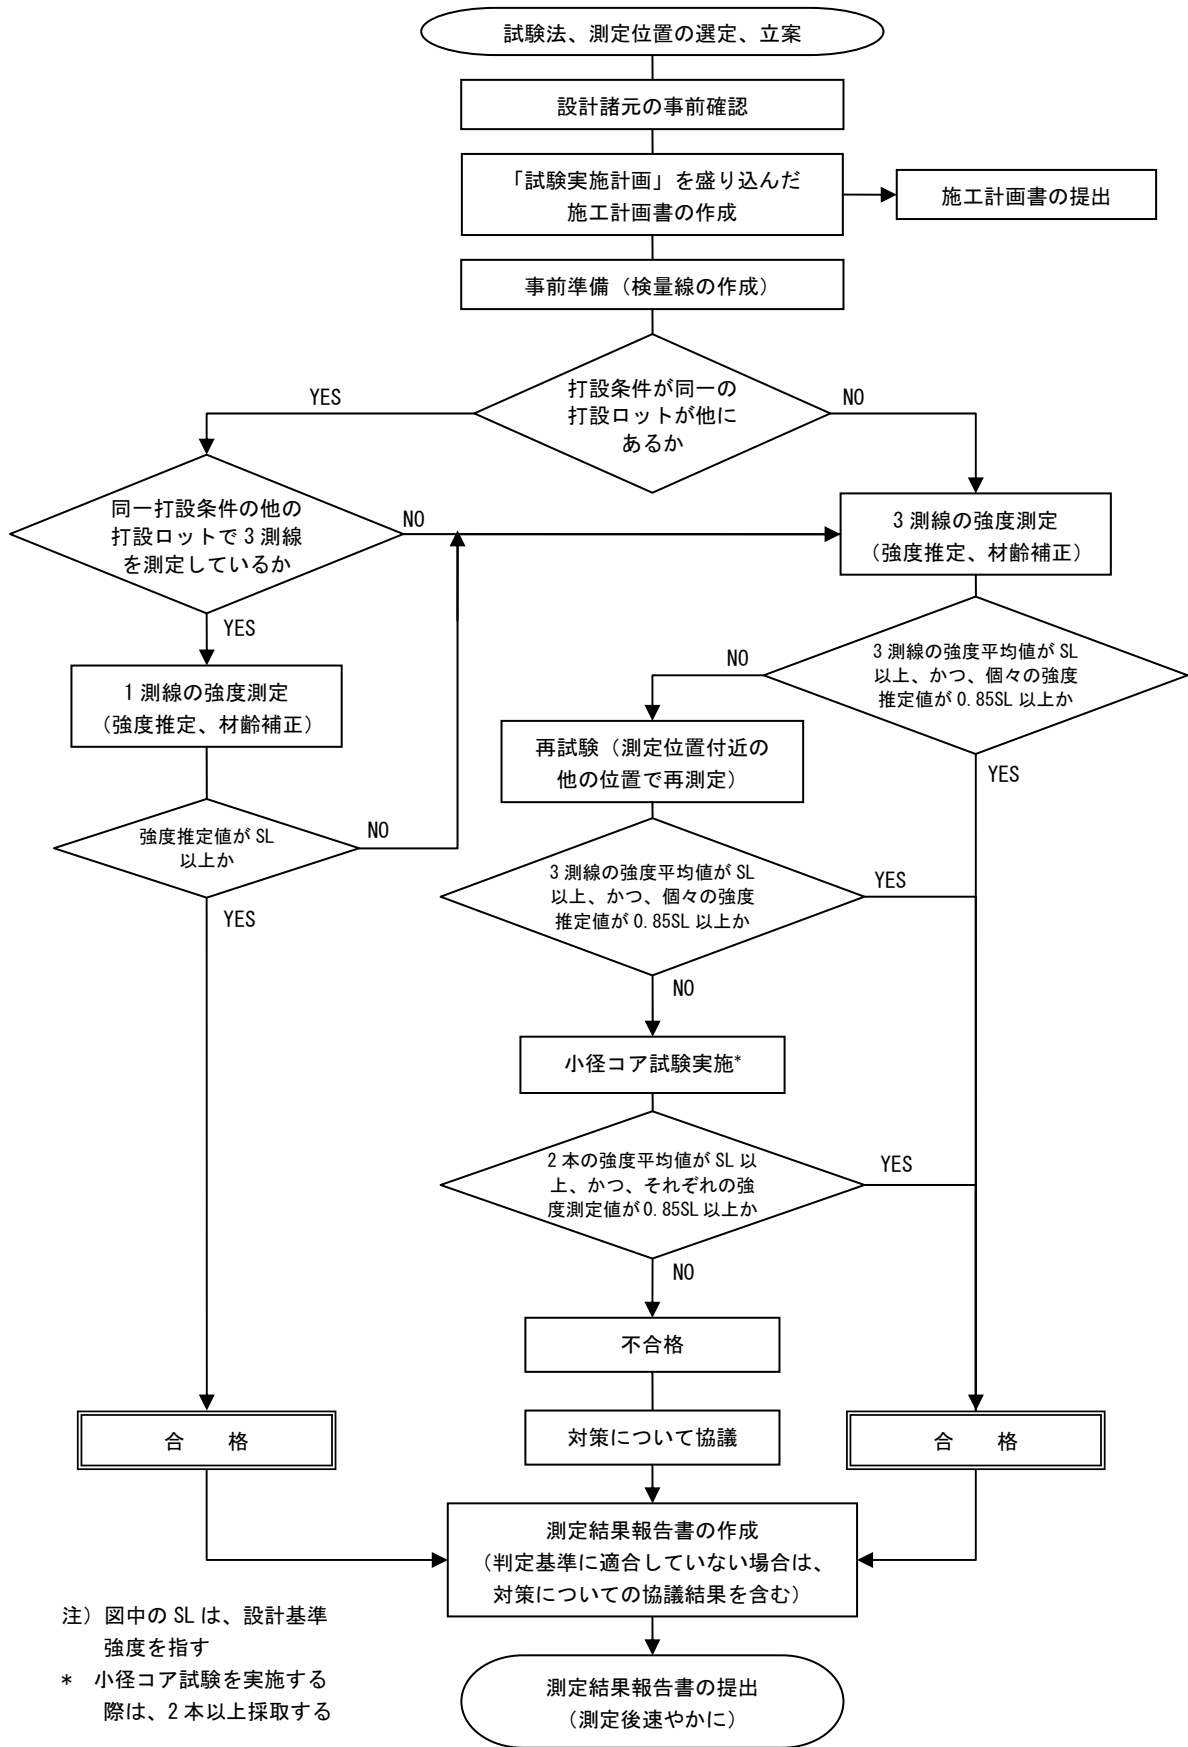 試験法、測定位置の選定、立案
設計諸元の事前確認
「試験実施計画」を盛り込んだ
施工計画書の作成
施工計画書の提出
事前準備（検量線の作成）
打設条件が同一の
打設ロットが他に
あるか
YES
NO
同一打設条件の他の
打設ロットで3測線
を測定しているか
NO
YES
3測線の強度測定
（強度推定、材齢補正）
1測線の強度測定
（強度推定、材齢補正）
3測線の強度平均値がSL
以上、かつ、個々の強度
推定値が0.85SL以上か
NO
YES
再試験（測定位置付近の
他の位置で再測定）
強度推定値がSL
以上か
NO
YES
3測線の強度平均値がSL
以上、かつ、個々の強度
推定値が0.85SL以上か
YES
NO
小径コア試験実施*
2本の強度平均値がSL以
上、かつ、それぞれの強
度測定値が0.85SL以上か
YES
NO
不合格
合　格
対策について協議
合　格
測定結果報告書の作成
（判定基準に適合していない場合は、
対策についての協議結果を含む）
測定結果報告書の提出
（測定後速やかに）
注）図中のSLは、設計基準
強度を指す
*　小径コア試験を実施する
際は、2本以上採取する